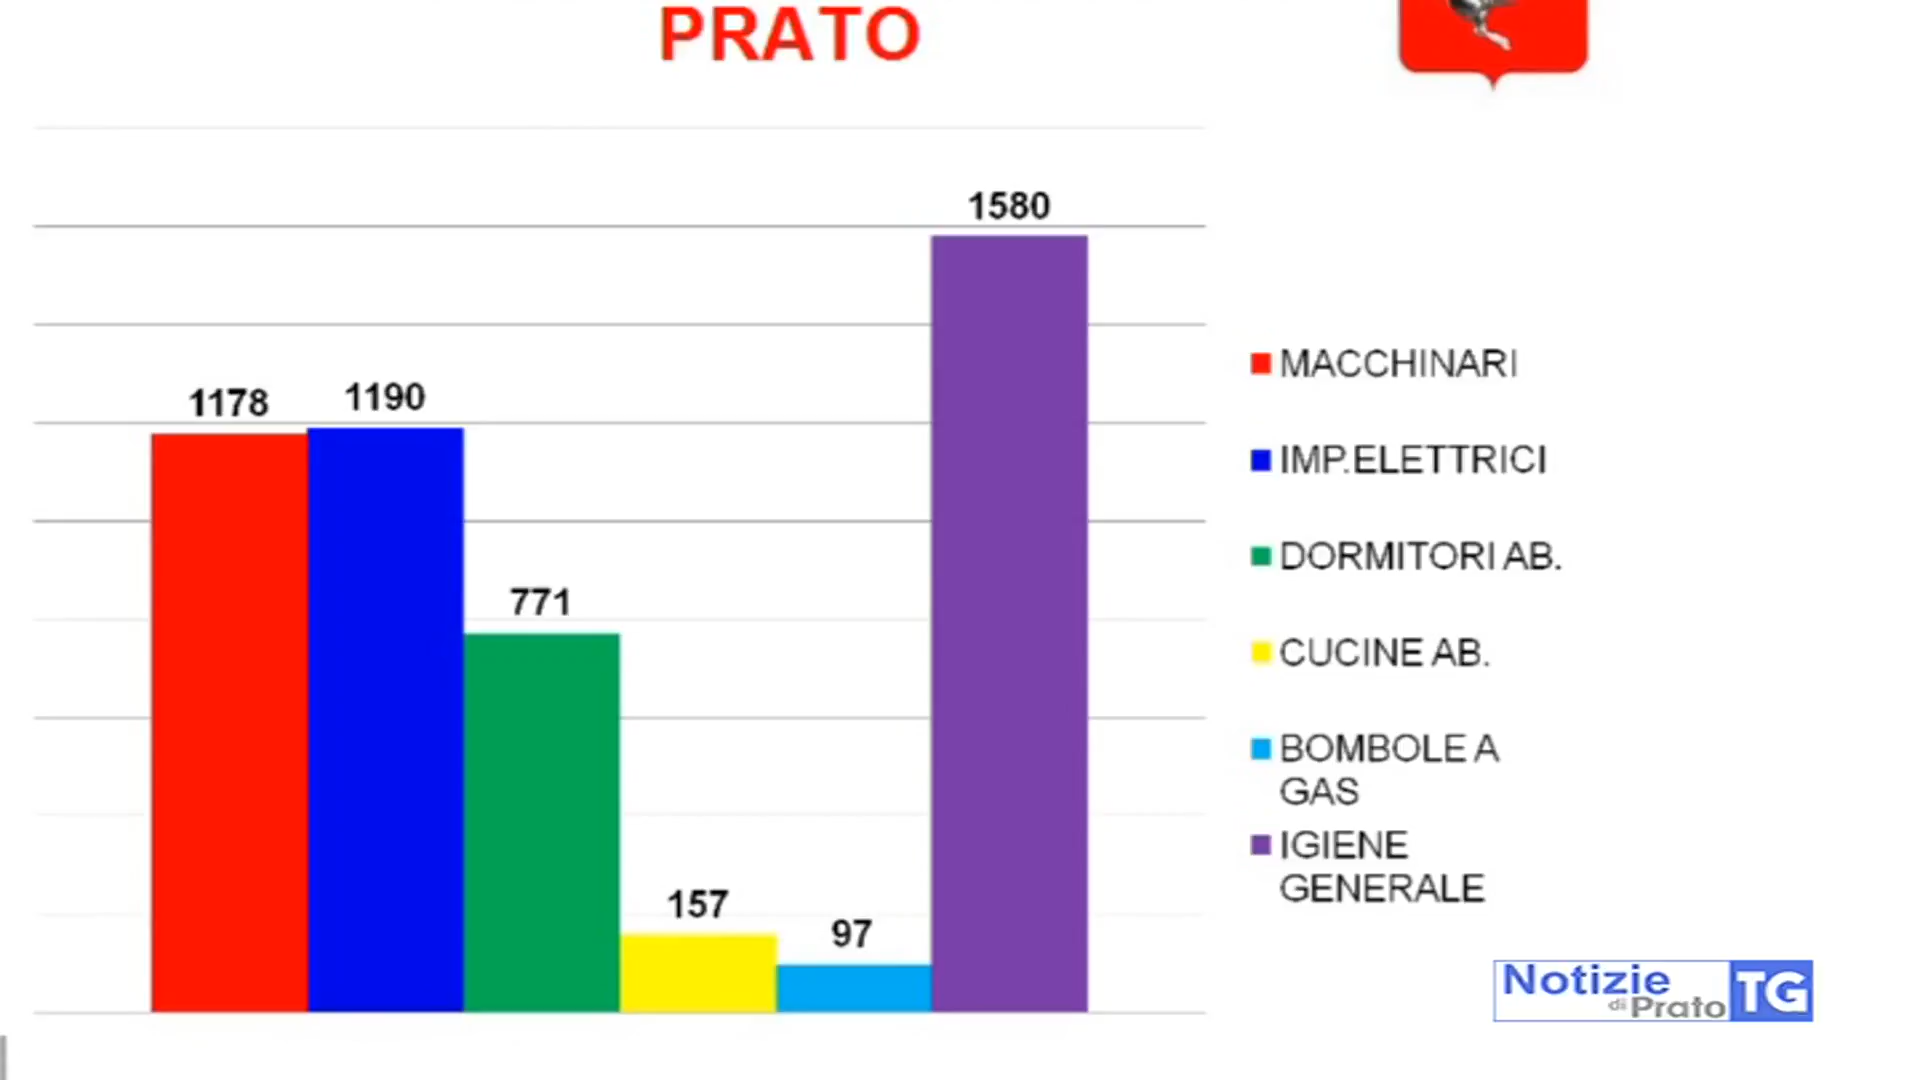 PRATO
1580
1178
1190
771
157
97
MACCHINARI
IMP.ELETTRICI
DORMITORI AB.
CUCINE AB.
BOMBOLE A
GAS
IGIENE
GENERALE
Notizie
di Prato
TG